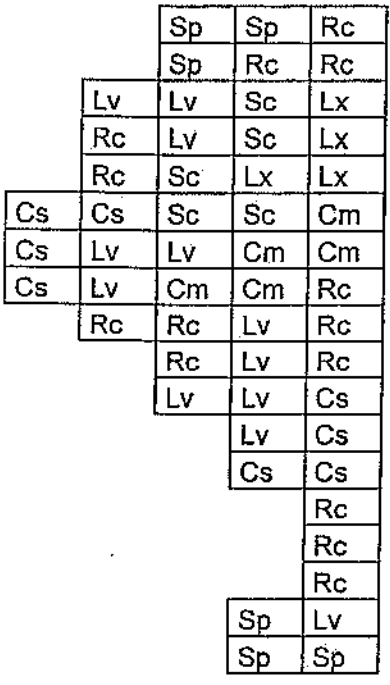 Sp Sp Rc
Sp Rc Rc
Lv Lv Sc Lx
Rc Lv Sc Lx
Rc Sc Lx Lx
Cs Cs Sc Sc Cm
Cs Lv Lv Cm Cm
Cs Lv Cm Cm Rc
Rc Rc Lv Rc
Rc Lv Rc
Lv Lv Cs
Lv Cs
Cs Cs
Rc
Rc
Rc
Sp Lv
Sp Sp